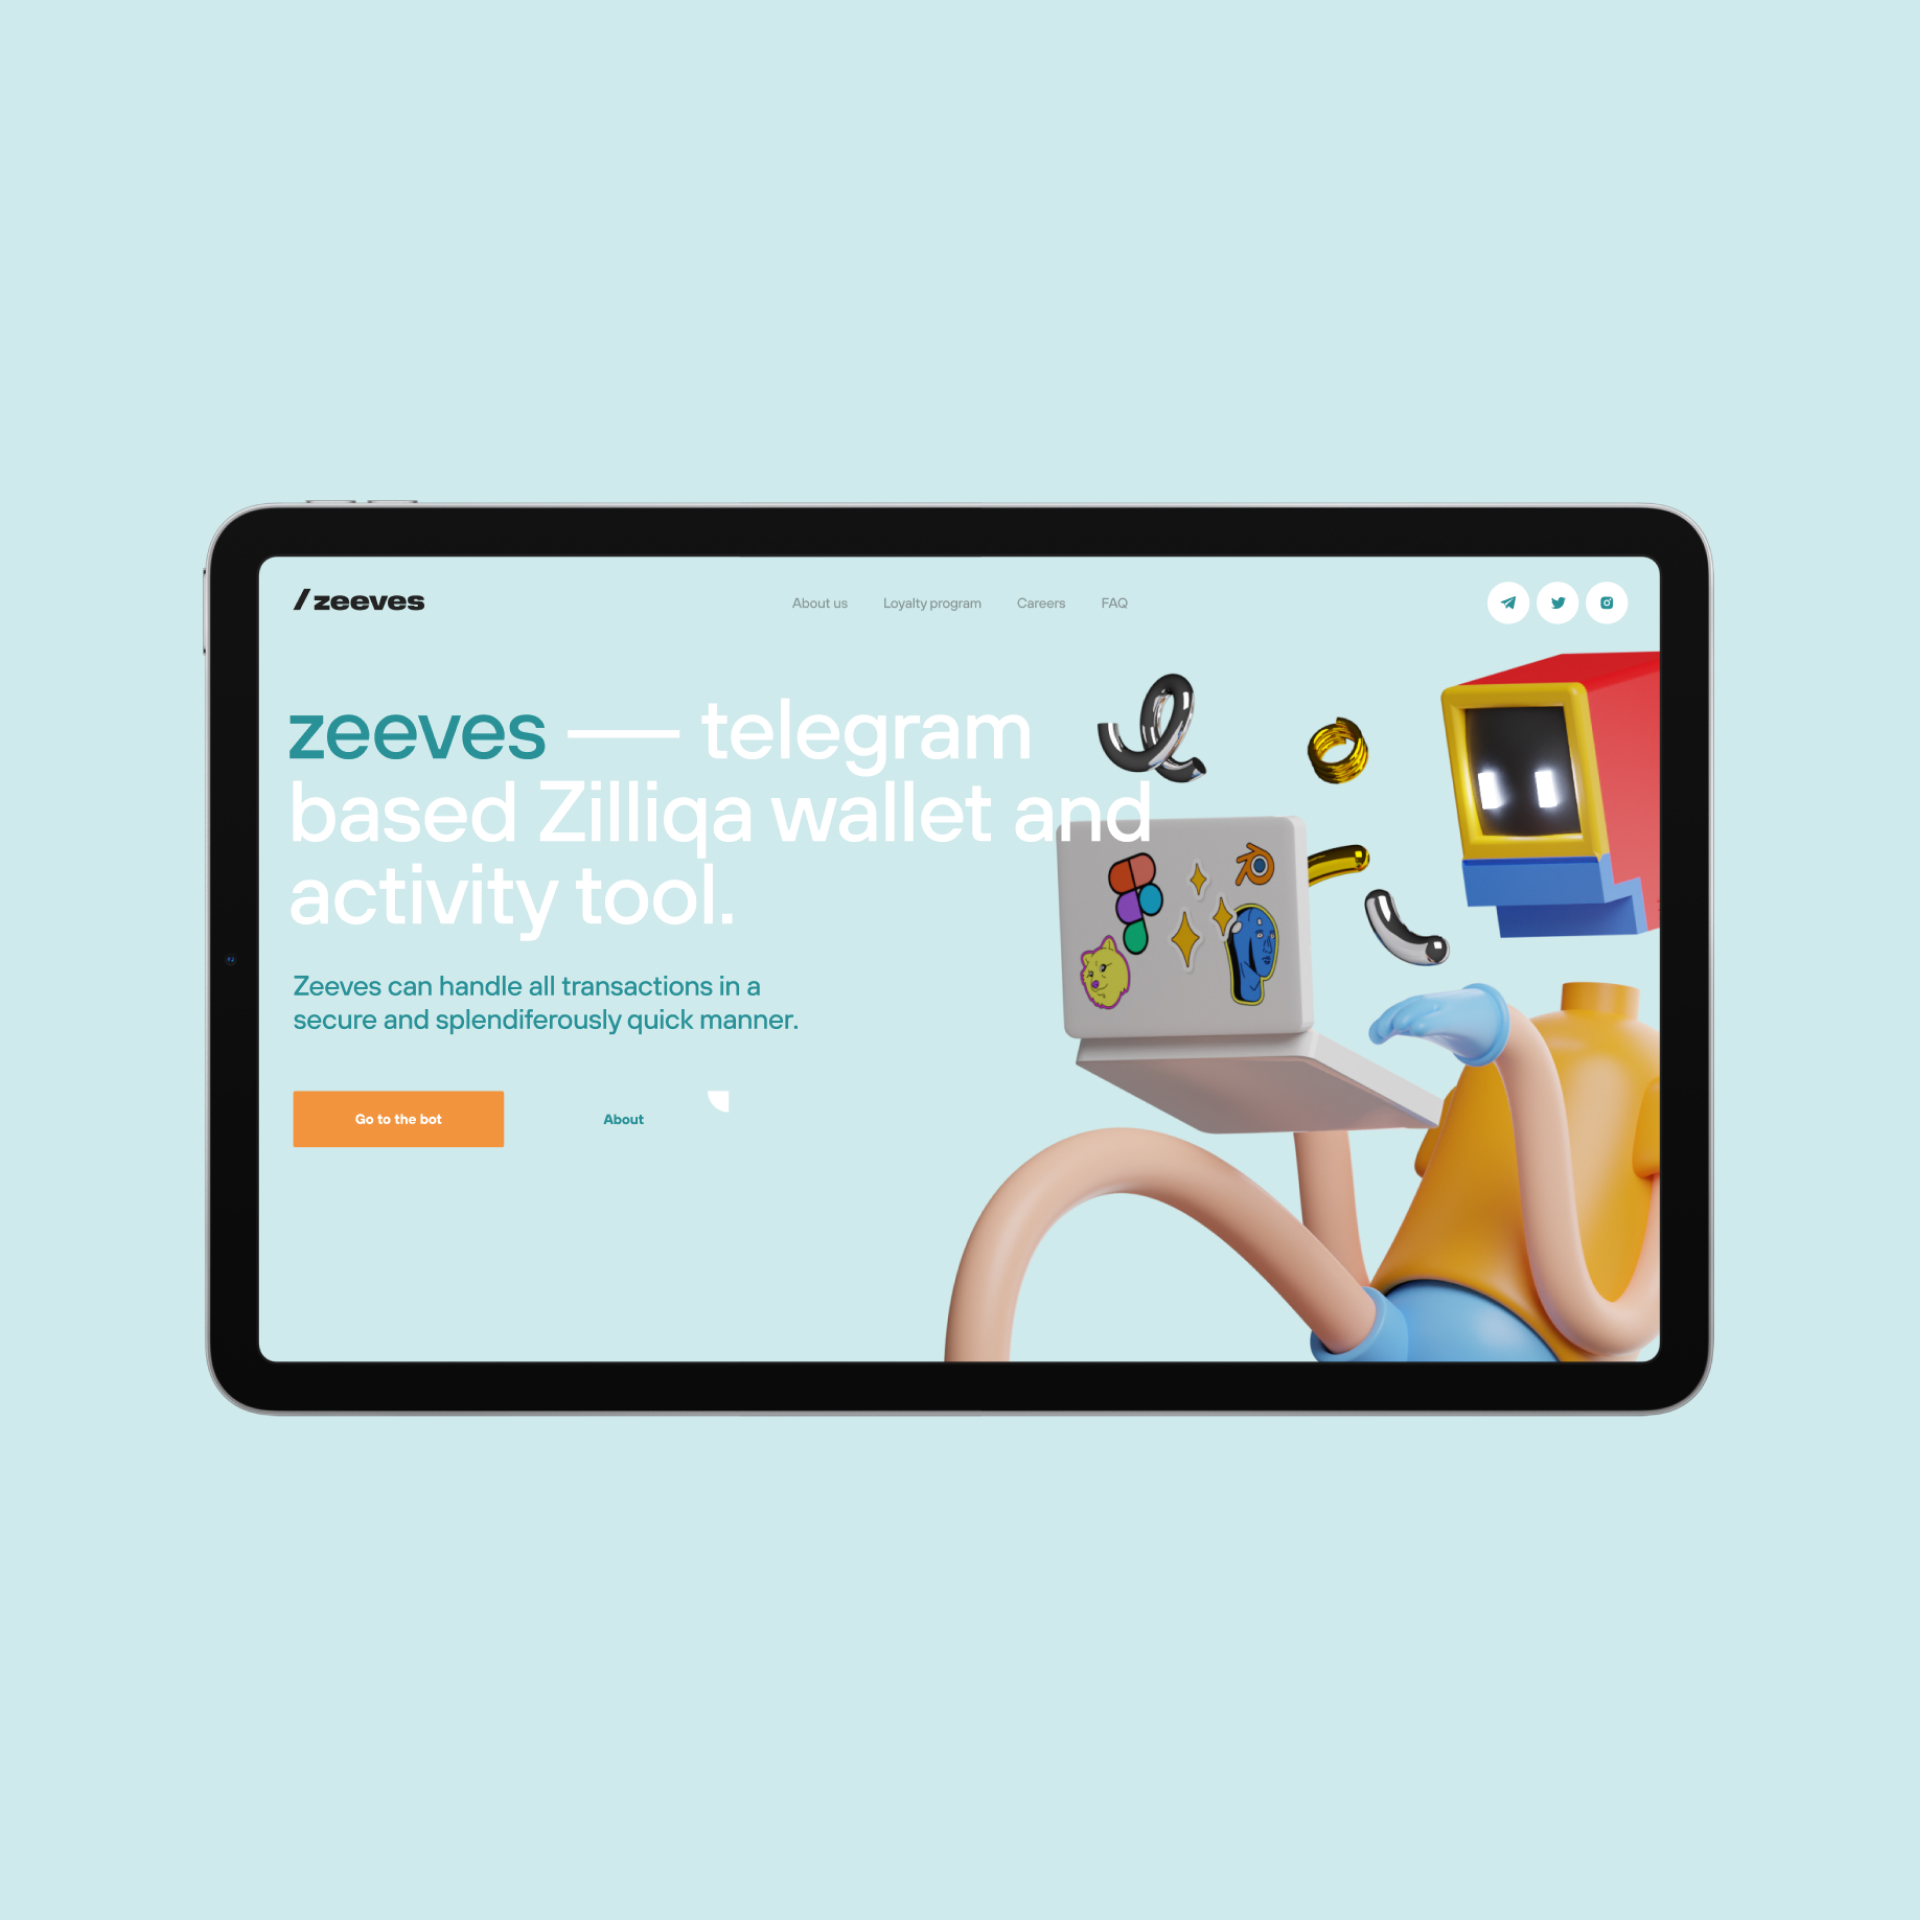 /zeeves
About us
Loyalty program
Careers
FAQ
zeeves — telegram
based Zilliqa wallet and
activity tool.
Zeeves can handle all transactions in a
secure and splendiferously quick manner.
Go to the bot
About